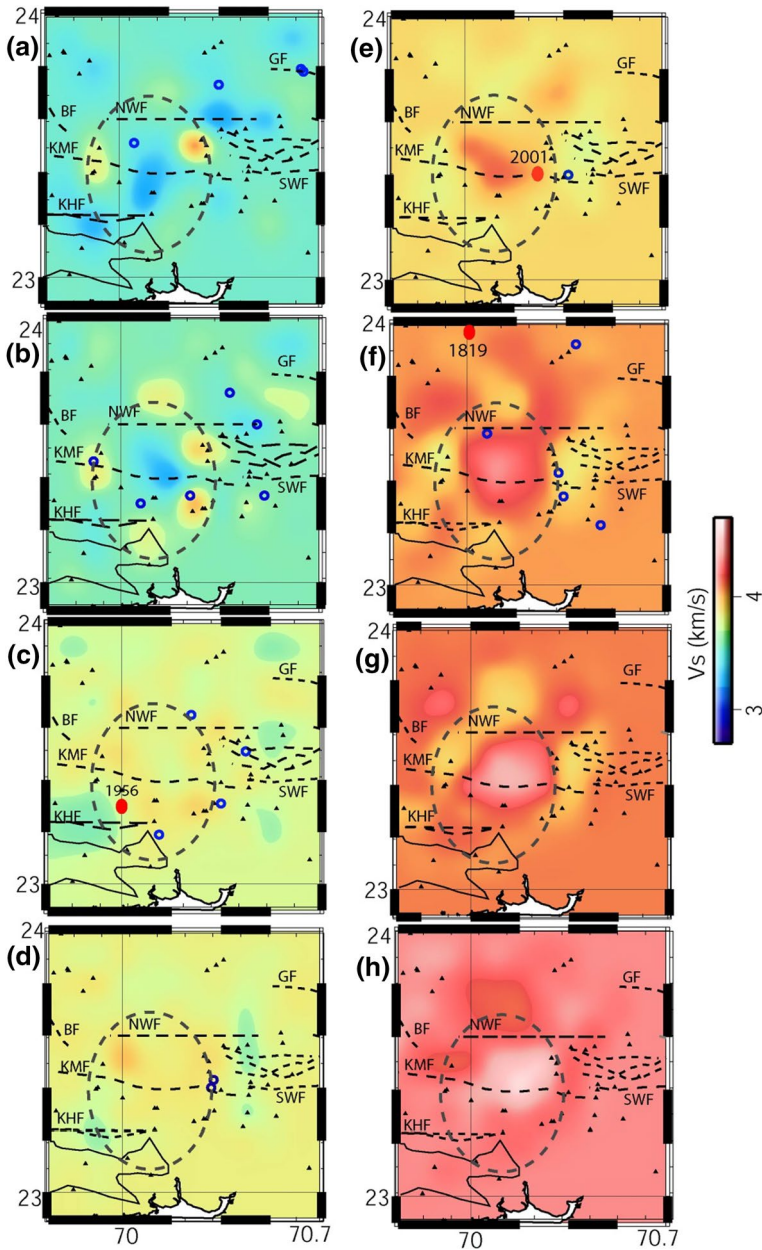 24
(a)
GF
BF
NWF
KMF
SWF
KHF
23
(e)
GF
BF
NWF
KMF
2001
SWF
KHF
24
(b)
GF
BF
NWF
KMF
SWF
KHF
23
24
(f)
1819
GF
BF
NWF
KMF
SWF
KHF
23
24
(c)
GF
BF
NWF
KMF
1956
SWF
KHF
23
24
(g)
GF
BF
NWF
KMF
SWF
KHF
23
24
(d)
GF
BF
NWF
KMF
SWF
KHF
23
70
70.7
24
(h)
GF
BF
NWF
KMF
SWF
KHF
23
70
70.7
Vs (km/s)
4
3